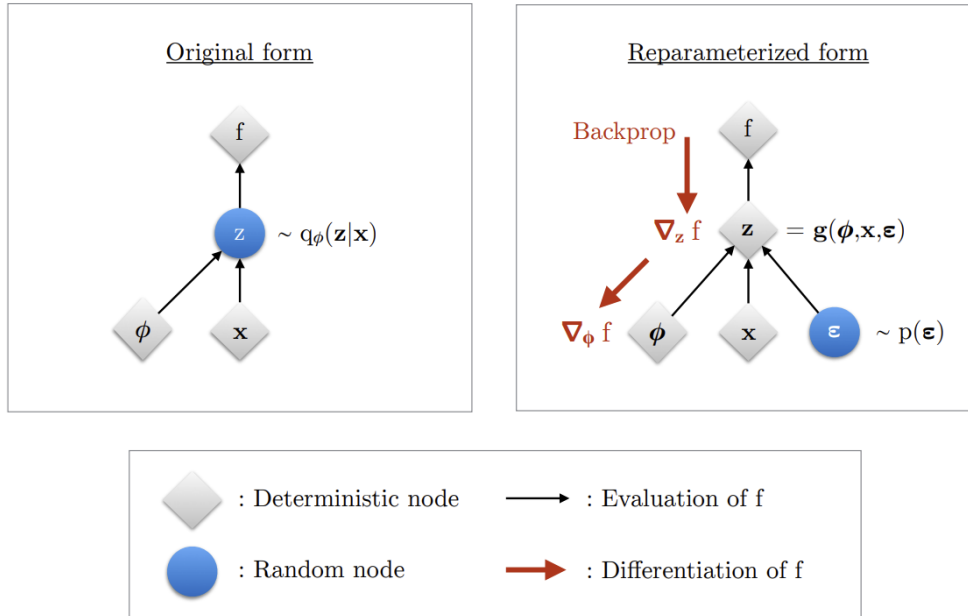 Original form
f
z ∼ qϕ(z|x)
ϕ x
Reparameterized form
Backprop f
∇z f z = g(ϕ,x,ε)
∇ϕ f ϕ x ε ∼ p(ε)
: Deterministic node
: Evaluation of f
: Random node
: Differentiation of f